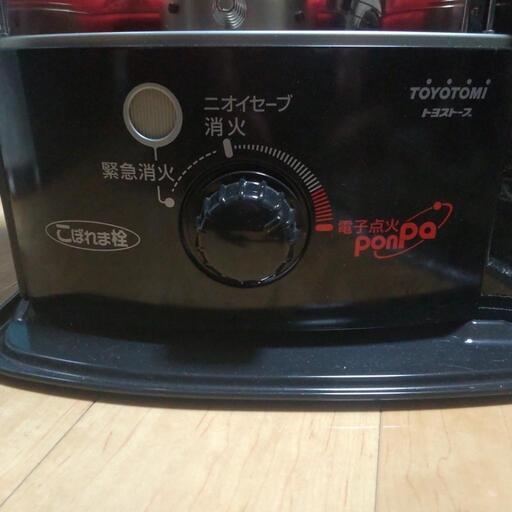 ニオイセーブ
消火
緊急消火
TOYOTOMI
トヨストーブ
こぼれま栓
電子点火
ponpa